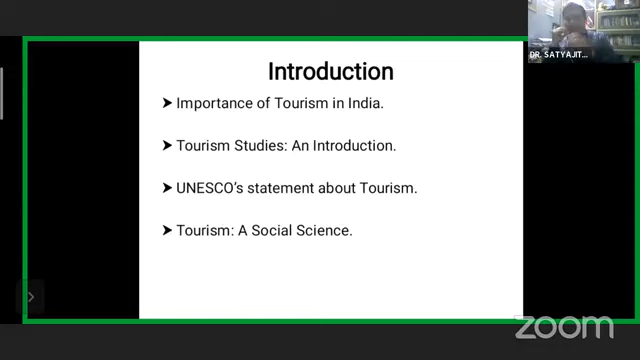 DR. SATYAJIT...
Introduction
➤ Importance of Tourism in India.
➤ Tourism Studies: An Introduction.
➤ UNESCO's statement about Tourism.
➤ Tourism: A Social Science.
zoom